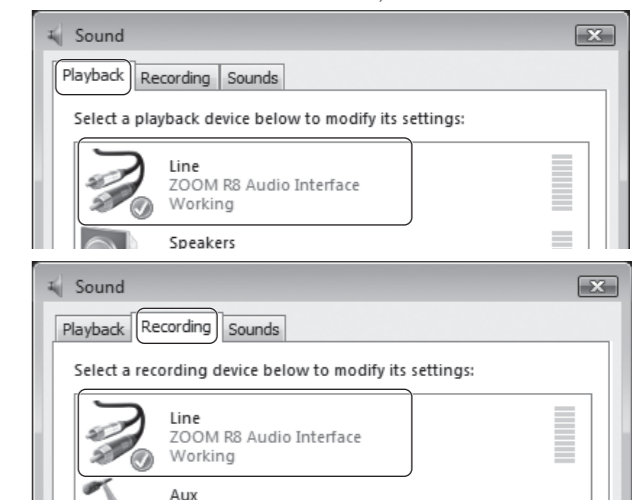 Sound
Playback Recording Sounds
Select a playback device below to modify its settings:
Line
ZOOM R8 Audio Interface
Working
Speakers
Sound
Playback Recording Sounds
Select a recording device below to modify its settings:
Line
ZOOM R8 Audio Interface
Working
Aux